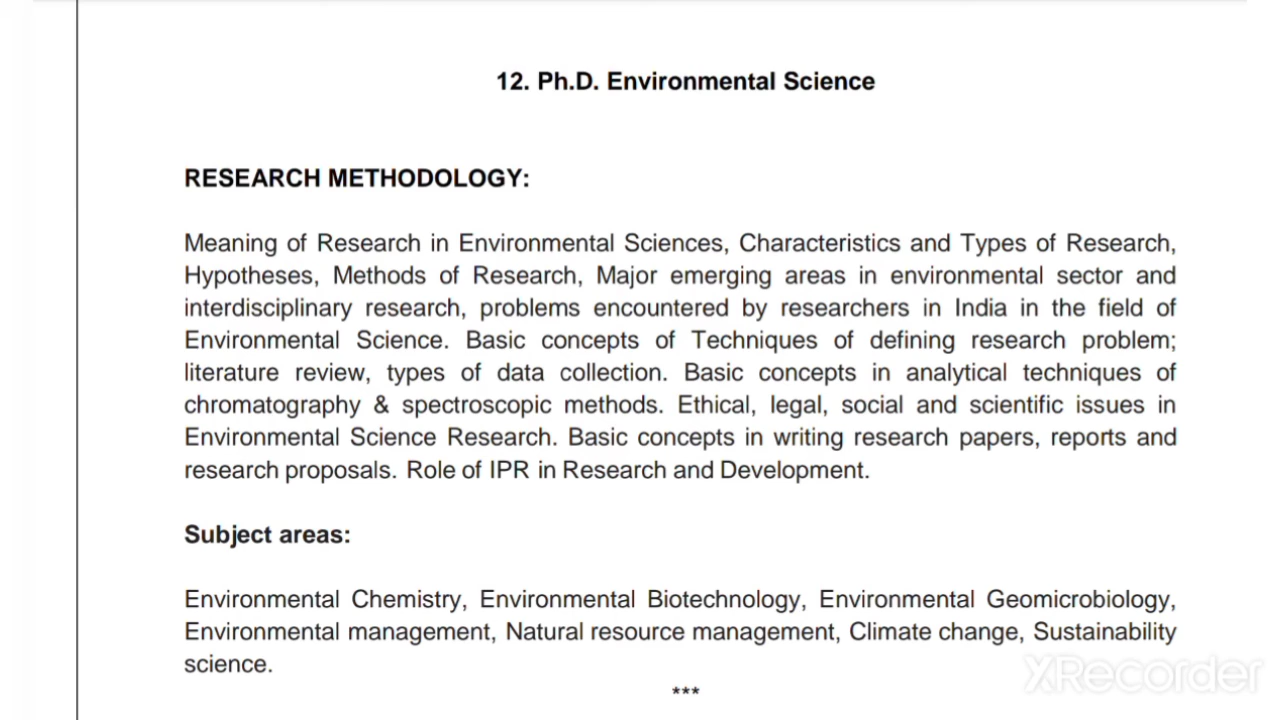 12. Ph.D. Environmental Science
RESEARCH METHODOLOGY:
Meaning of Research in Environmental Sciences, Characteristics and Types of Research,
Hypotheses, Methods of Research, Major emerging areas in environmental sector and
interdisciplinary research, problems encountered by researchers in India in the field of
Environmental Science. Basic concepts of Techniques of defining research problem;
literature review, types of data collection. Basic concepts in analytical techniques of
chromatography & spectroscopic methods. Ethical, legal, social and scientific issues in
Environmental Science Research. Basic concepts in writing research papers, reports and
research proposals. Role of IPR in Research and Development.
Subject areas:
Environmental Chemistry, Environmental Biotechnology, Environmental Geomicrobiology,
Environmental management, Natural resource management, Climate change, Sustainability
science.
***
XRecorder